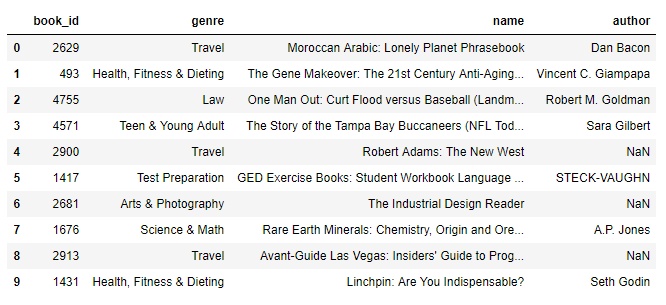 book_id genre name author
0 2629 Travel Moroccan Arabic: Lonely Planet Phrasebook Dan Bacon
1 493 Health, Fitness & Dieting The Gene Makeover: The 21st Century Anti-Aging... Vincent C. Giampapa
2 4755 Law One Man Out: Curt Flood versus Baseball (Landm... Robert M. Goldman
3 4571 Teen & Young Adult The Story of the Tampa Bay Buccaneers (NFL Tod... Sara Gilbert
4 2900 Travel Robert Adams: The New West NaN
5 1417 Test Preparation GED Exercise Books: Student Workbook Language ... STECK-VAUGHN
6 2681 Arts & Photography The Industrial Design Reader NaN
7 1676 Science & Math Rare Earth Minerals: Chemistry, Origin and Ore... A.P. Jones
8 2913 Travel Avant-Guide Las Vegas: Insiders' Guide to Prog... NaN
9 1431 Health, Fitness & Dieting Linchpin: Are You Indispensable? Seth Godin